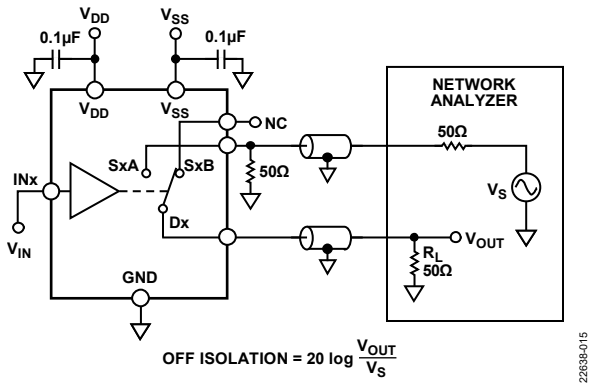 VDD
VSS
0.1µF
0.1µF
VDD
VSS
NC
SxA
SxB
50Ω
INx
Dx
VIN
GND
NETWORK
ANALYZER
50Ω
VS
VOUT
RL
50Ω
OFF ISOLATION = 20 log VOUT
VS
22638-015